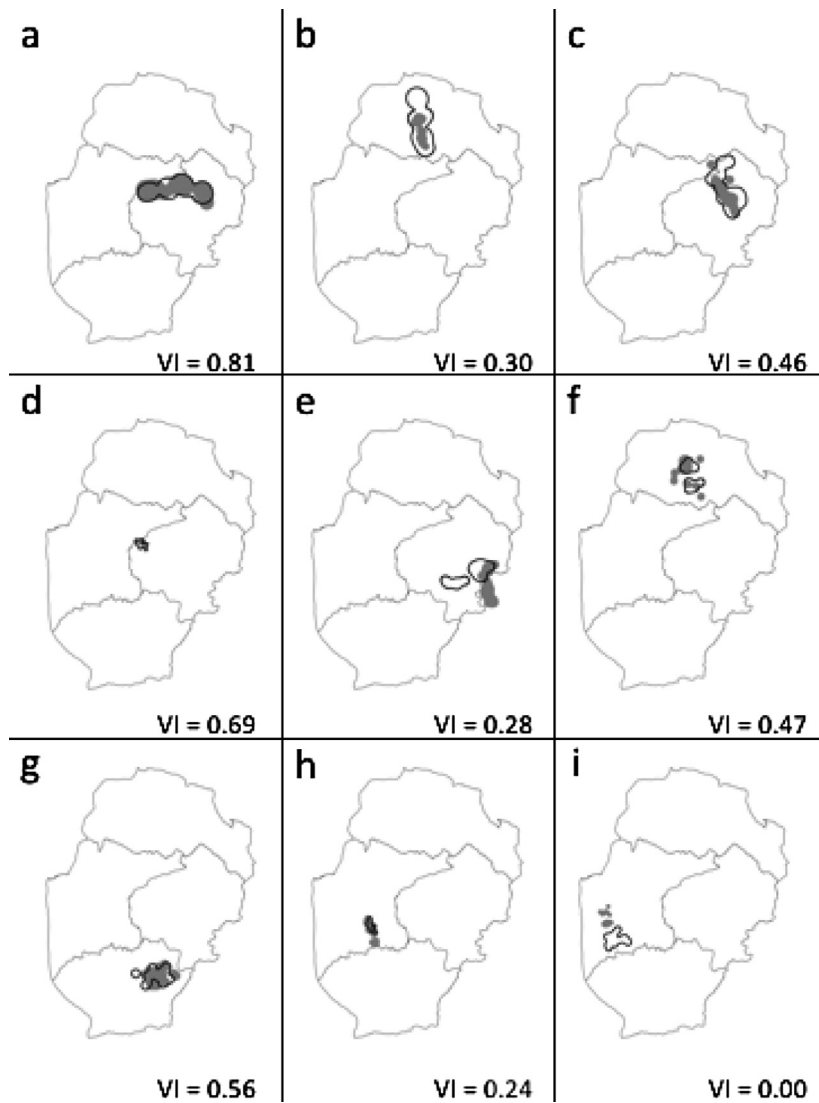 a
b
c
VI = 0.81
VI = 0.30
VI = 0.46
d
e
f
VI = 0.69
VI = 0.28
VI = 0.47
g
h
i
VI = 0.56
VI = 0.24
VI = 0.00